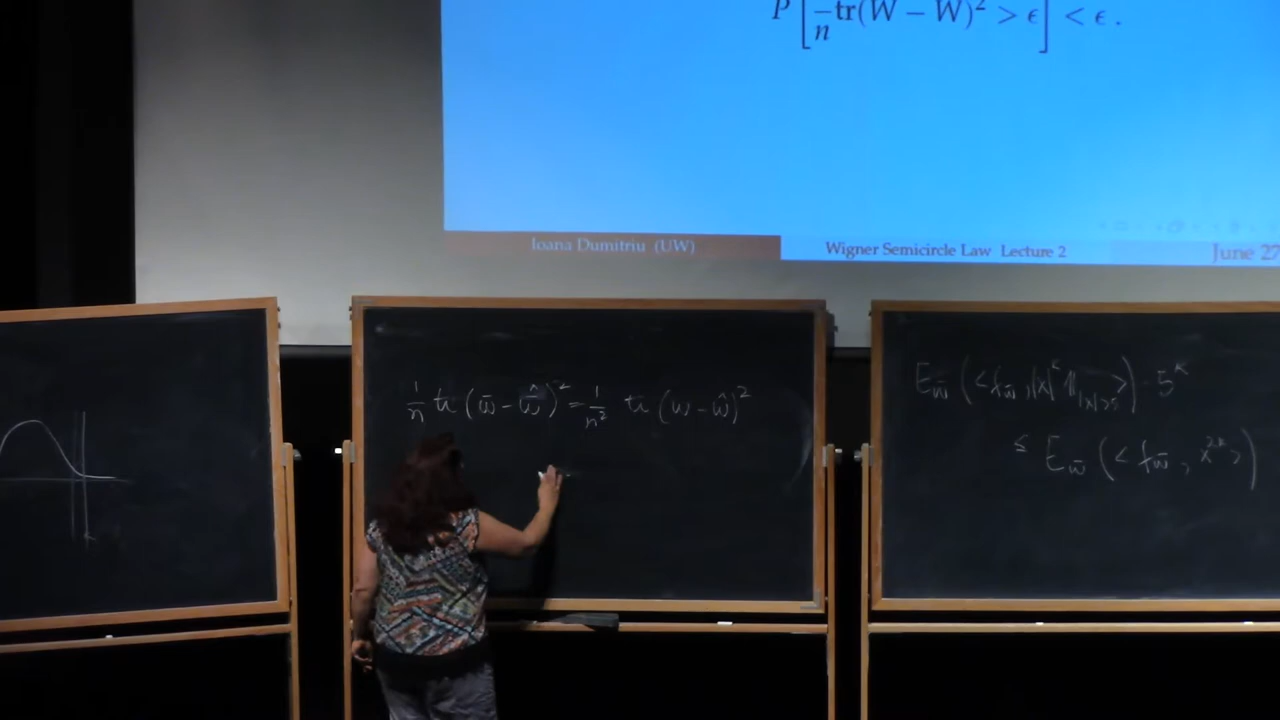 P [ 1/n tr(W̄ − Ŵ)² > ϵ ] < ϵ .
Ioana Dumitriu (UW) Wigner Semicircle Law Lecture 2 June 27
1/n tr (w̄ − ŵ̄)² = 1/n² tr (w − ŵ)²
E_w̄ (<f_w̄, |x|^k 𝟙_|x|>5>) · 5^k
≤ E_w̄ (<f_w̄, x^2k>)